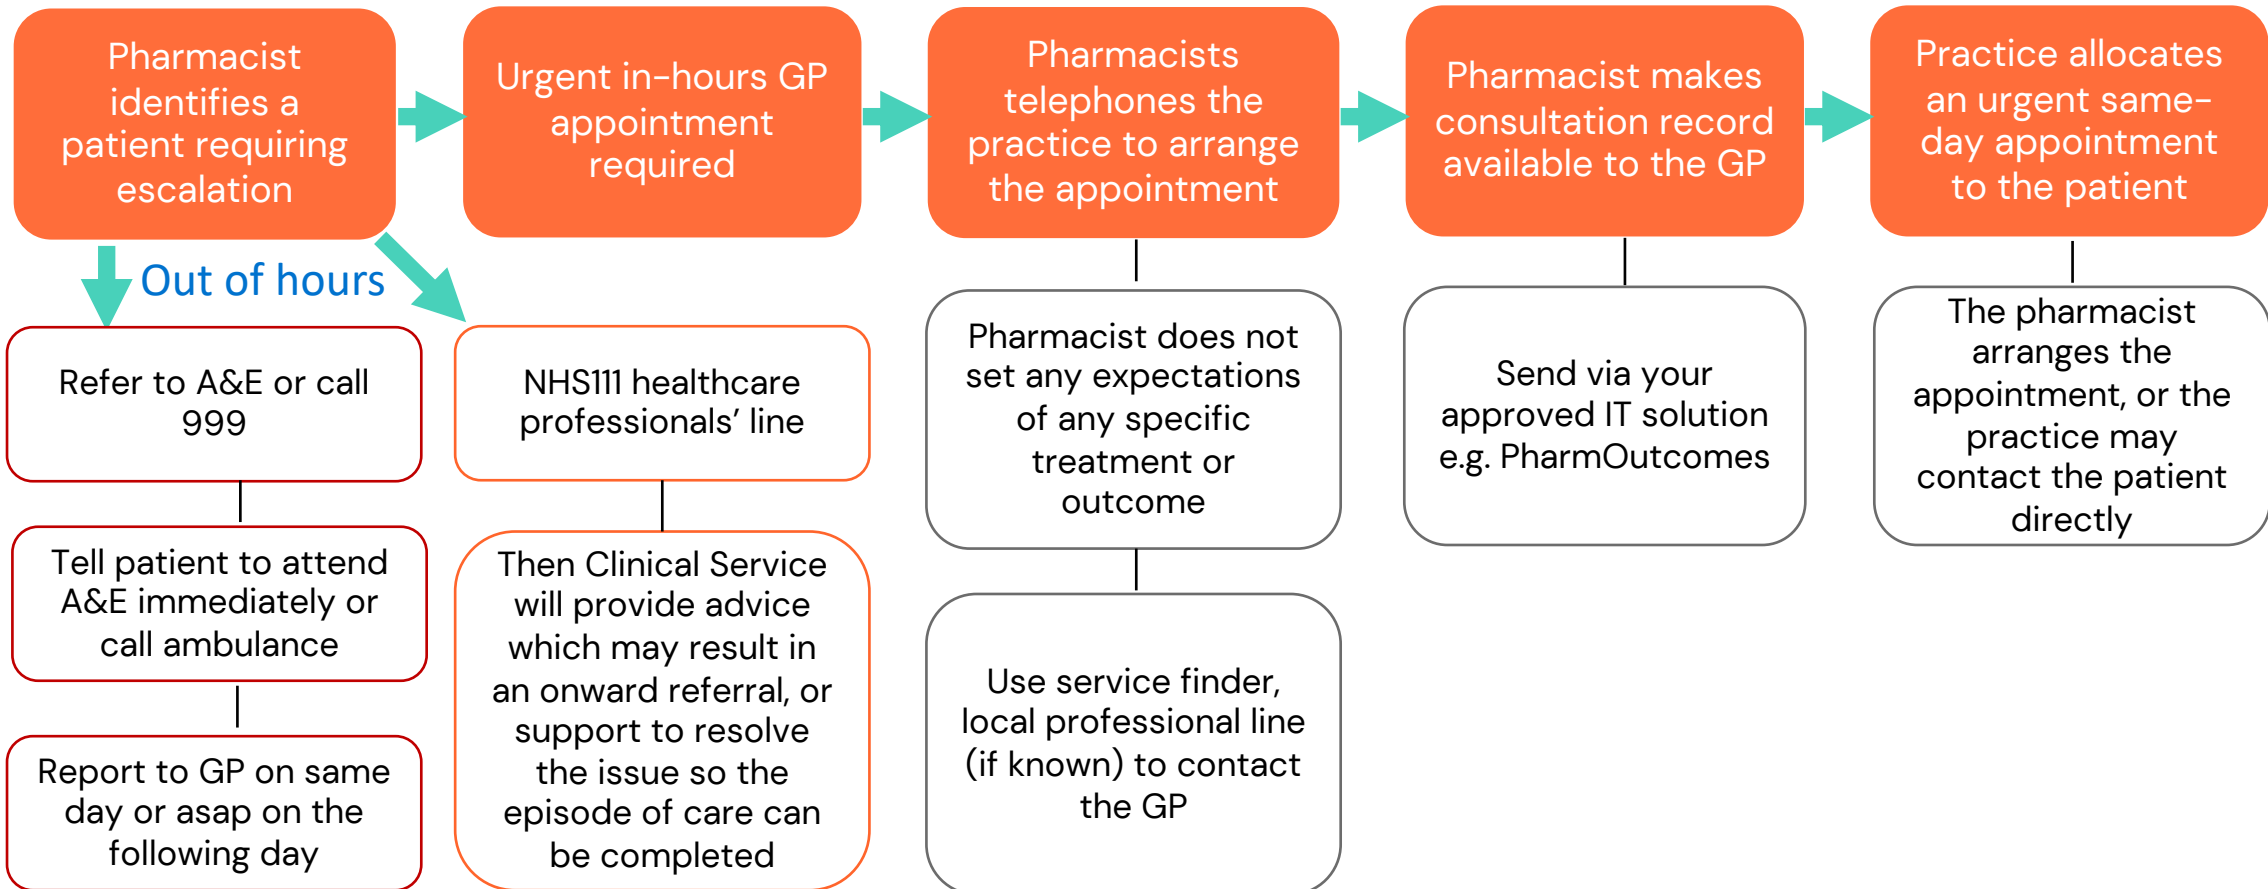 Pharmacist
identifies a
patient requiring
escalation
Urgent in-hours GP
appointment
required
Pharmacists
telephones the
practice to arrange
the appointment
Pharmacist makes
consultation record
available to the GP
Practice allocates
an urgent same-
day appointment
to the patient
Out of hours
Refer to A&E or call
999
Tell patient to attend
A&E immediately or
call ambulance
Report to GP on same
day or asap on the
following day
NHS111 healthcare
professionals’ line
Then Clinical Service
will provide advice
which may result in
an onward referral, or
support to resolve
the issue so the
episode of care can
be completed
Pharmacist does not
set any expectations
of any specific
treatment or
outcome
Use service finder,
local professional line
(if known) to contact
the GP
Send via your
approved IT solution
e.g. PharmOutcomes
The pharmacist
arranges the
appointment, or the
practice may
contact the patient
directly